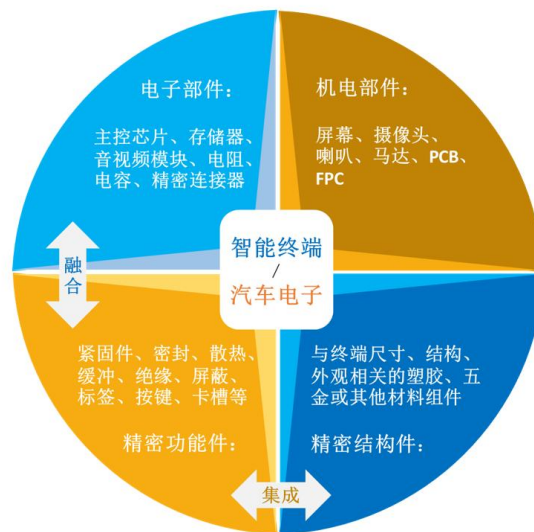 电子部件：
主控芯片、存储器、
音视频模块、电阻、
电容、精密连接器
机电部件：
屏幕、摄像头、
喇叭、马达、PCB、
FPC
智能终端
/
汽车电子
融合
紧固件、密封、散热、
缓冲、绝缘、屏蔽、
标签、按键、卡槽等
精密功能件：
与终端尺寸、结构、
外观相关的塑胶、五
金或其他材料组件
精密结构件：
集成